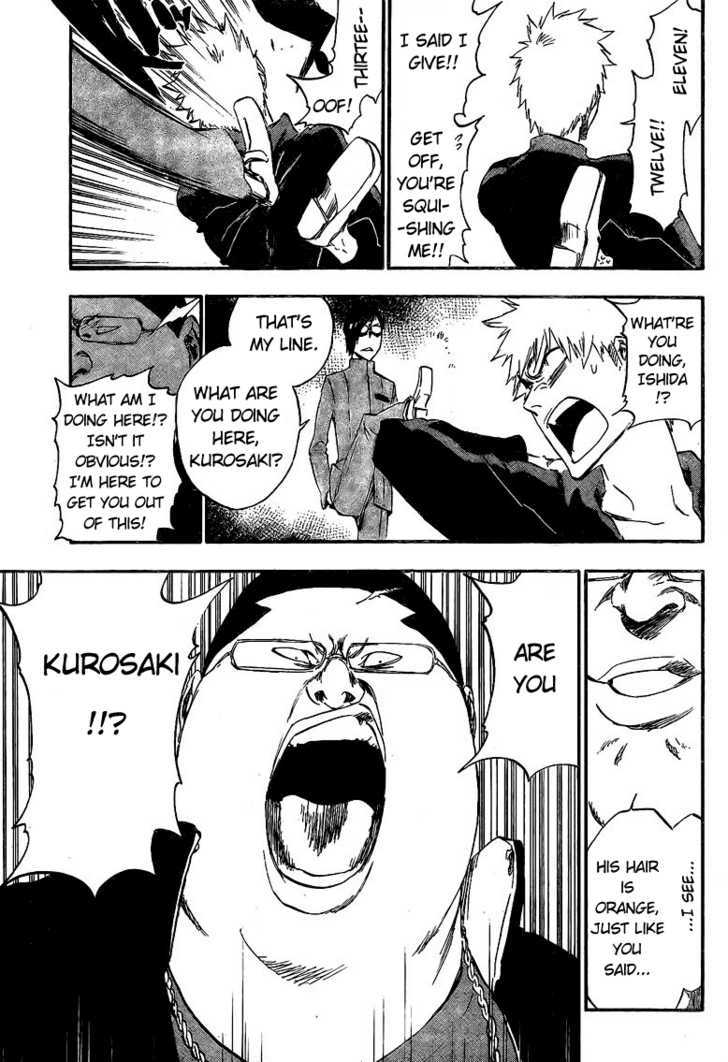 ELEVEN!
TWELVE!!
I SAID I
GIVE!!
GET
OFF,
YOU'RE
SQUI-
-SHING
ME!!
THIRTEE--
OOF!
WHAT'RE
YOU
DOING,
ISHIDA
!?
THAT'S
MY LINE.
WHAT ARE
YOU DOING
HERE,
KUROSAKI?
WHAT AM I
DOING HERE!?
ISN'T IT
OBVIOUS!?
I'M HERE TO
GET YOU OUT
OF THIS!
...I SEE...
HIS HAIR
IS
ORANGE,
JUST LIKE
YOU
SAID...
ARE
YOU
KUROSAKI
!!?